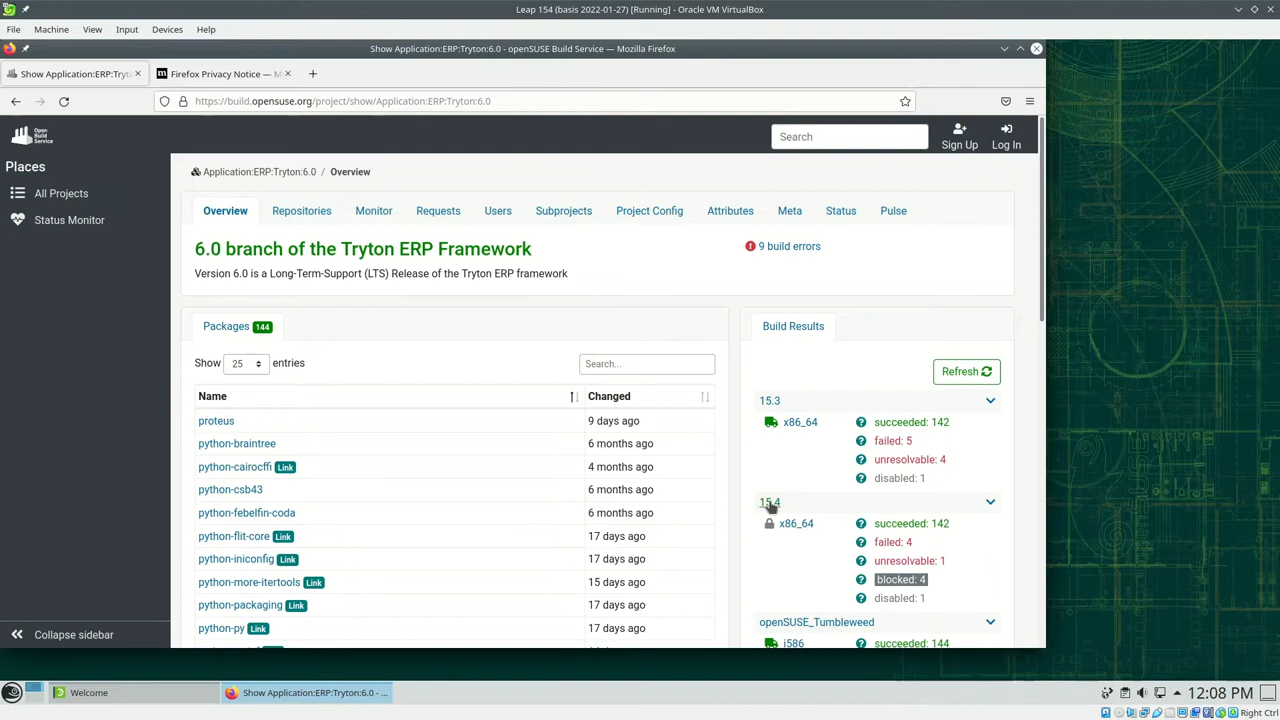 Leap 154 (basis 2022-01-27) [Running] - Oracle VM VirtualBox
File Machine View Input Devices Help
Show Application:ERP:Tryton:6.0 - openSUSE Build Service — Mozilla Firefox
Show Application:ERP:Tryt
Firefox Privacy Notice — M
https://build.opensuse.org/project/show/Application:ERP:Tryton:6.0
Open Build Service
Search
Sign Up
Log In
Places
All Projects
Status Monitor
Application:ERP:Tryton:6.0 / Overview
Overview Repositories Monitor Requests Users Subprojects Project Config Attributes Meta Status Pulse
6.0 branch of the Tryton ERP Framework
9 build errors
Version 6.0 is a Long-Term-Support (LTS) Release of the Tryton ERP framework
Packages 144
Show 25 entries
Search...
Name Changed
proteus 9 days ago
python-braintree 6 months ago
python-cairocffi Link 4 months ago
python-csb43 6 months ago
python-febelfin-coda 6 months ago
python-flit-core Link 17 days ago
python-iniconfig Link 17 days ago
python-more-itertools Link 15 days ago
python-packaging Link 17 days ago
python-py Link 17 days ago
Build Results
Refresh
15.3
x86_64 succeeded: 142
failed: 5
unresolvable: 4
disabled: 1
15.4
x86_64 succeeded: 142
failed: 4
unresolvable: 1
blocked: 4
disabled: 1
openSUSE_Tumbleweed
i586 succeeded: 144
Collapse sidebar
Welcome
Show Application:ERP:Tryton:6.0 - ...
12:08 PM
Right Ctrl